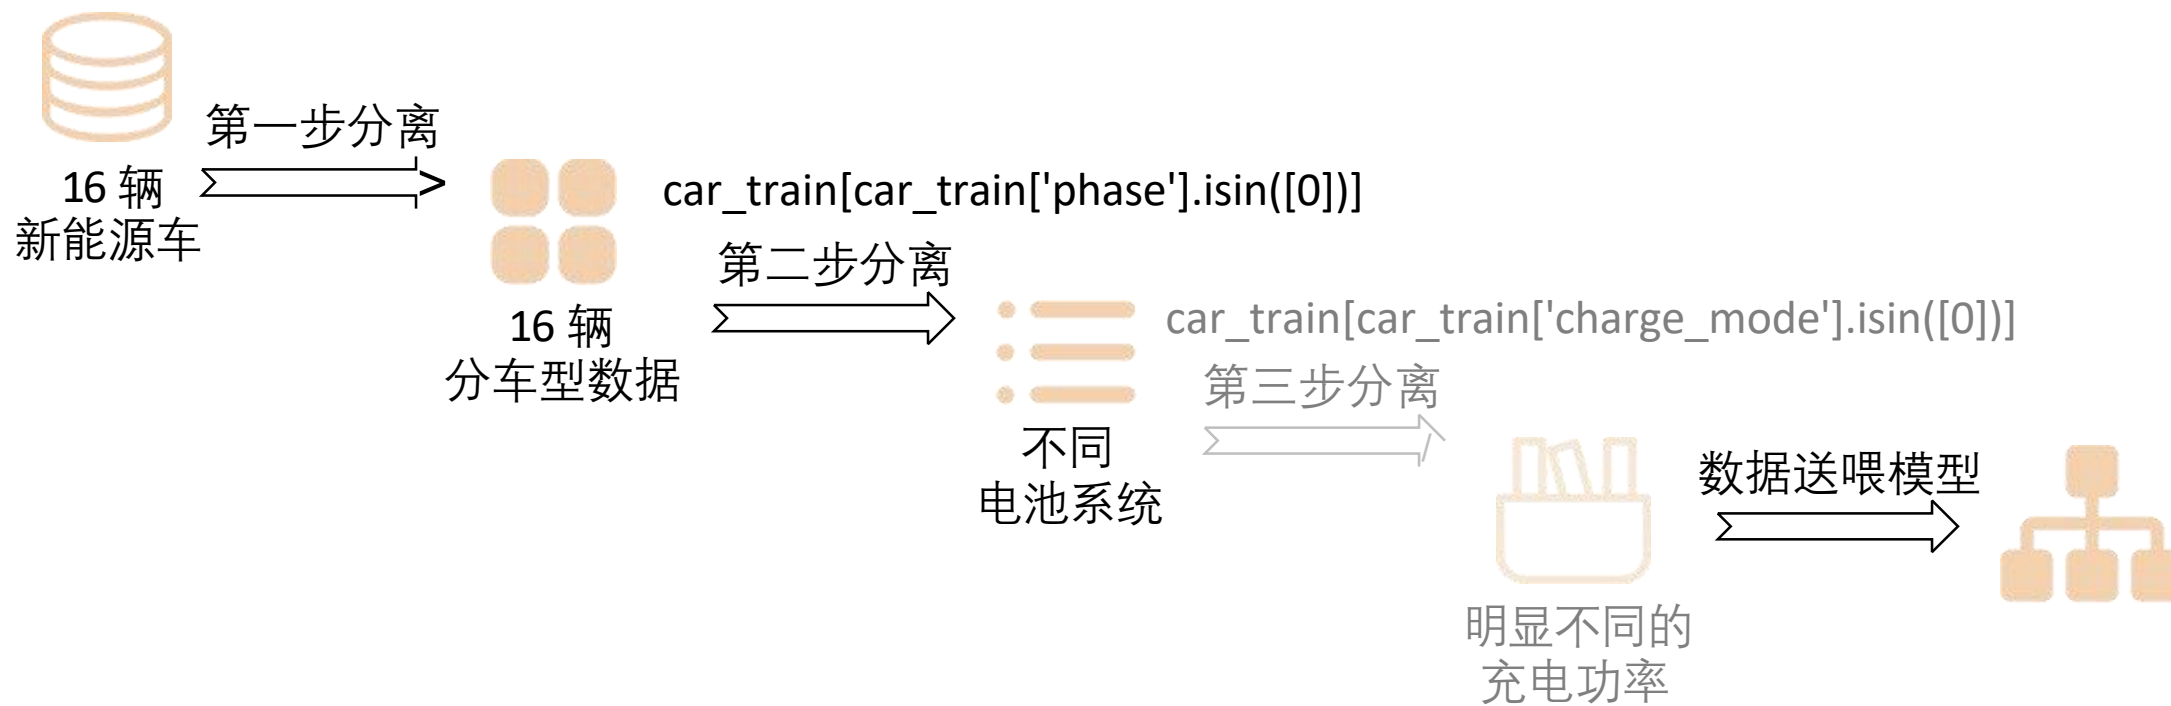 第一步分离
16 辆
新能源车
car_train[car_train['phase'].isin([0])]
第二步分离
16 辆
分车型数据
car_train[car_train['charge_mode'].isin([0])]
第三步分离
不同
电池系统
数据送喂模型
明显不同的
充电功率